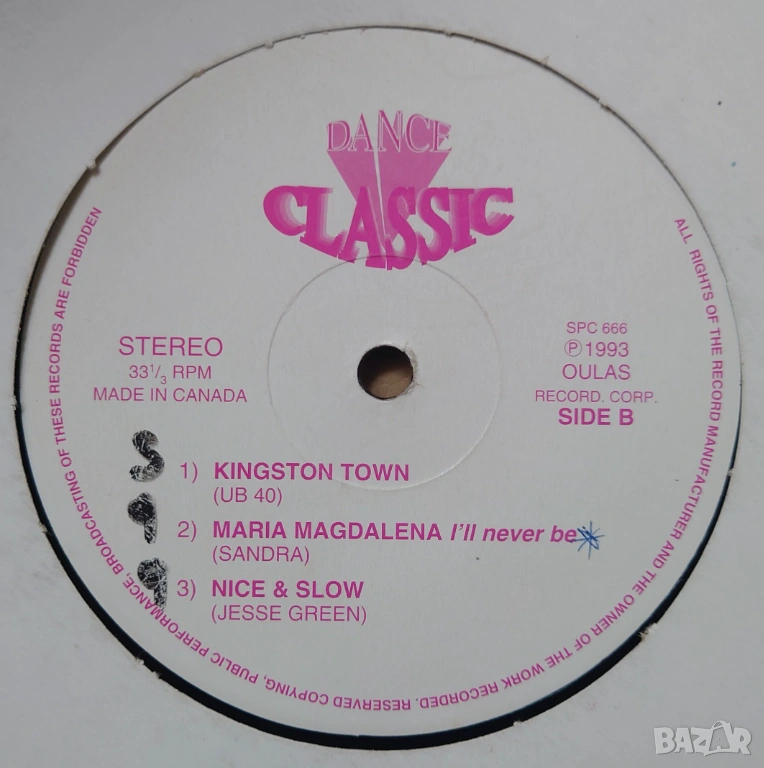 DANCE
CLASSIC
STEREO
33 1/3 RPM
MADE IN CANADA
SPC 666
Ⓟ 1993
OULAS
RECORD. CORP.
SIDE B
S
9
9
1) KINGSTON TOWN
(UB 40)
2) MARIA MAGDALENA I'll never be
(SANDRA)
3) NICE & SLOW
(JESSE GREEN)
ALL RIGHTS OF THE RECORD MANUFACTURER AND THE OWNER OF THE WORK RECORDED. RESERVED COPYING, PUBLIC PERFORMANCE, BROADCASTING OF THESE RECORDS ARE FORBIDDEN
BAZAR